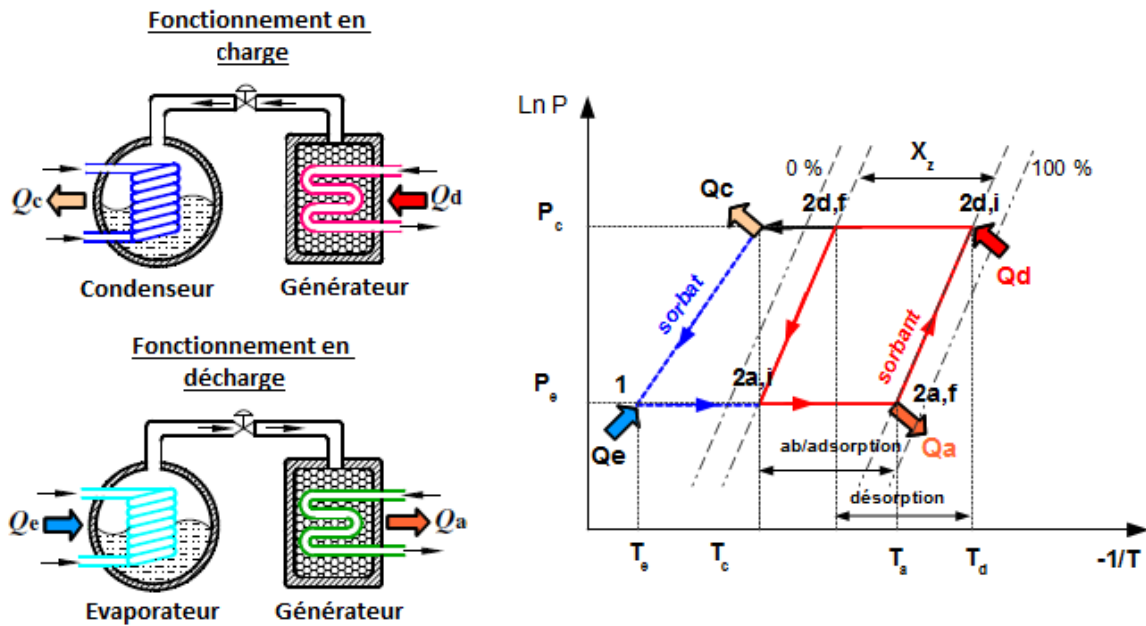 Fonctionnement en
charge
Qc
Qd
Condenseur
Générateur
Fonctionnement en
décharge
Qe
Qa
Evaporateur
Générateur
Ln P
0 %
Xz
100 %
Qc
2d,f
2d,i
Pc
Qd
sorbat
sorbant
Pe
1
2a,i
2a,f
Qe
Qa
ab/adsorption
désorption
Te
Tc
Ta
Td
-1/T